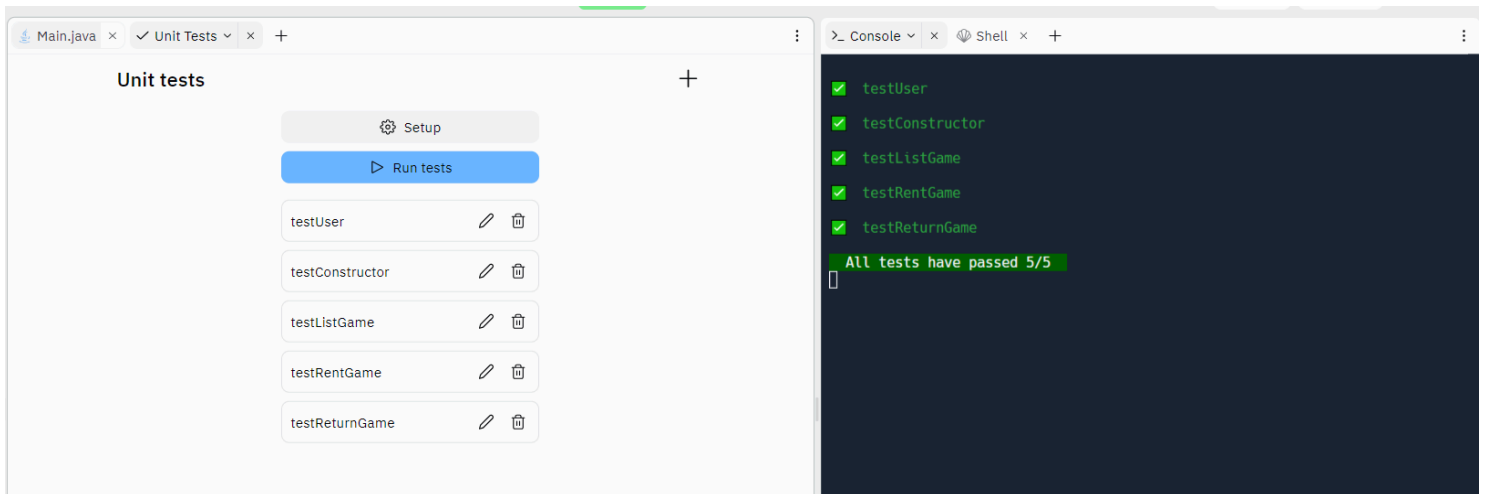 Main.java × Unit Tests ×
Unit tests
Setup
Run tests
testUser
testConstructor
testListGame
testRentGame
testReturnGame
>_ Console × Shell ×
testUser
testConstructor
testListGame
testRentGame
testReturnGame
All tests have passed 5/5